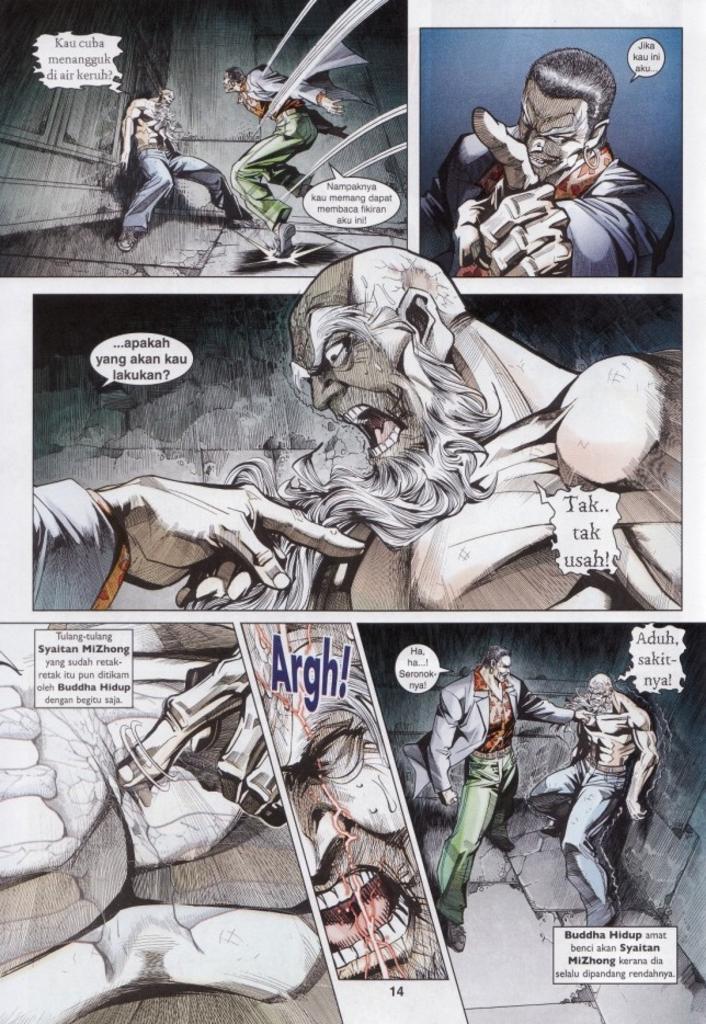 Kau cuba
menangguk
di air keruh?
Nampaknya
kau memang dapat
membaca fikiran
aku ini!
Jika
kau ini
aku...
...apakah
yang akan kau
lakukan?
Tak..
tak
usah!
Tulang-tulang
Syaitan MiZhong
yang sudah retak-
retak itu pun ditikam
oleh Buddha Hidup
dengan begitu saja.
Argh!
Ha,
ha...!
Seronok-
nya!
Aduh,
sakit-
nya!
Buddha Hidup amat
benci akan Syaitan
MiZhong kerana dia
selalu dipandang rendahnya.
14